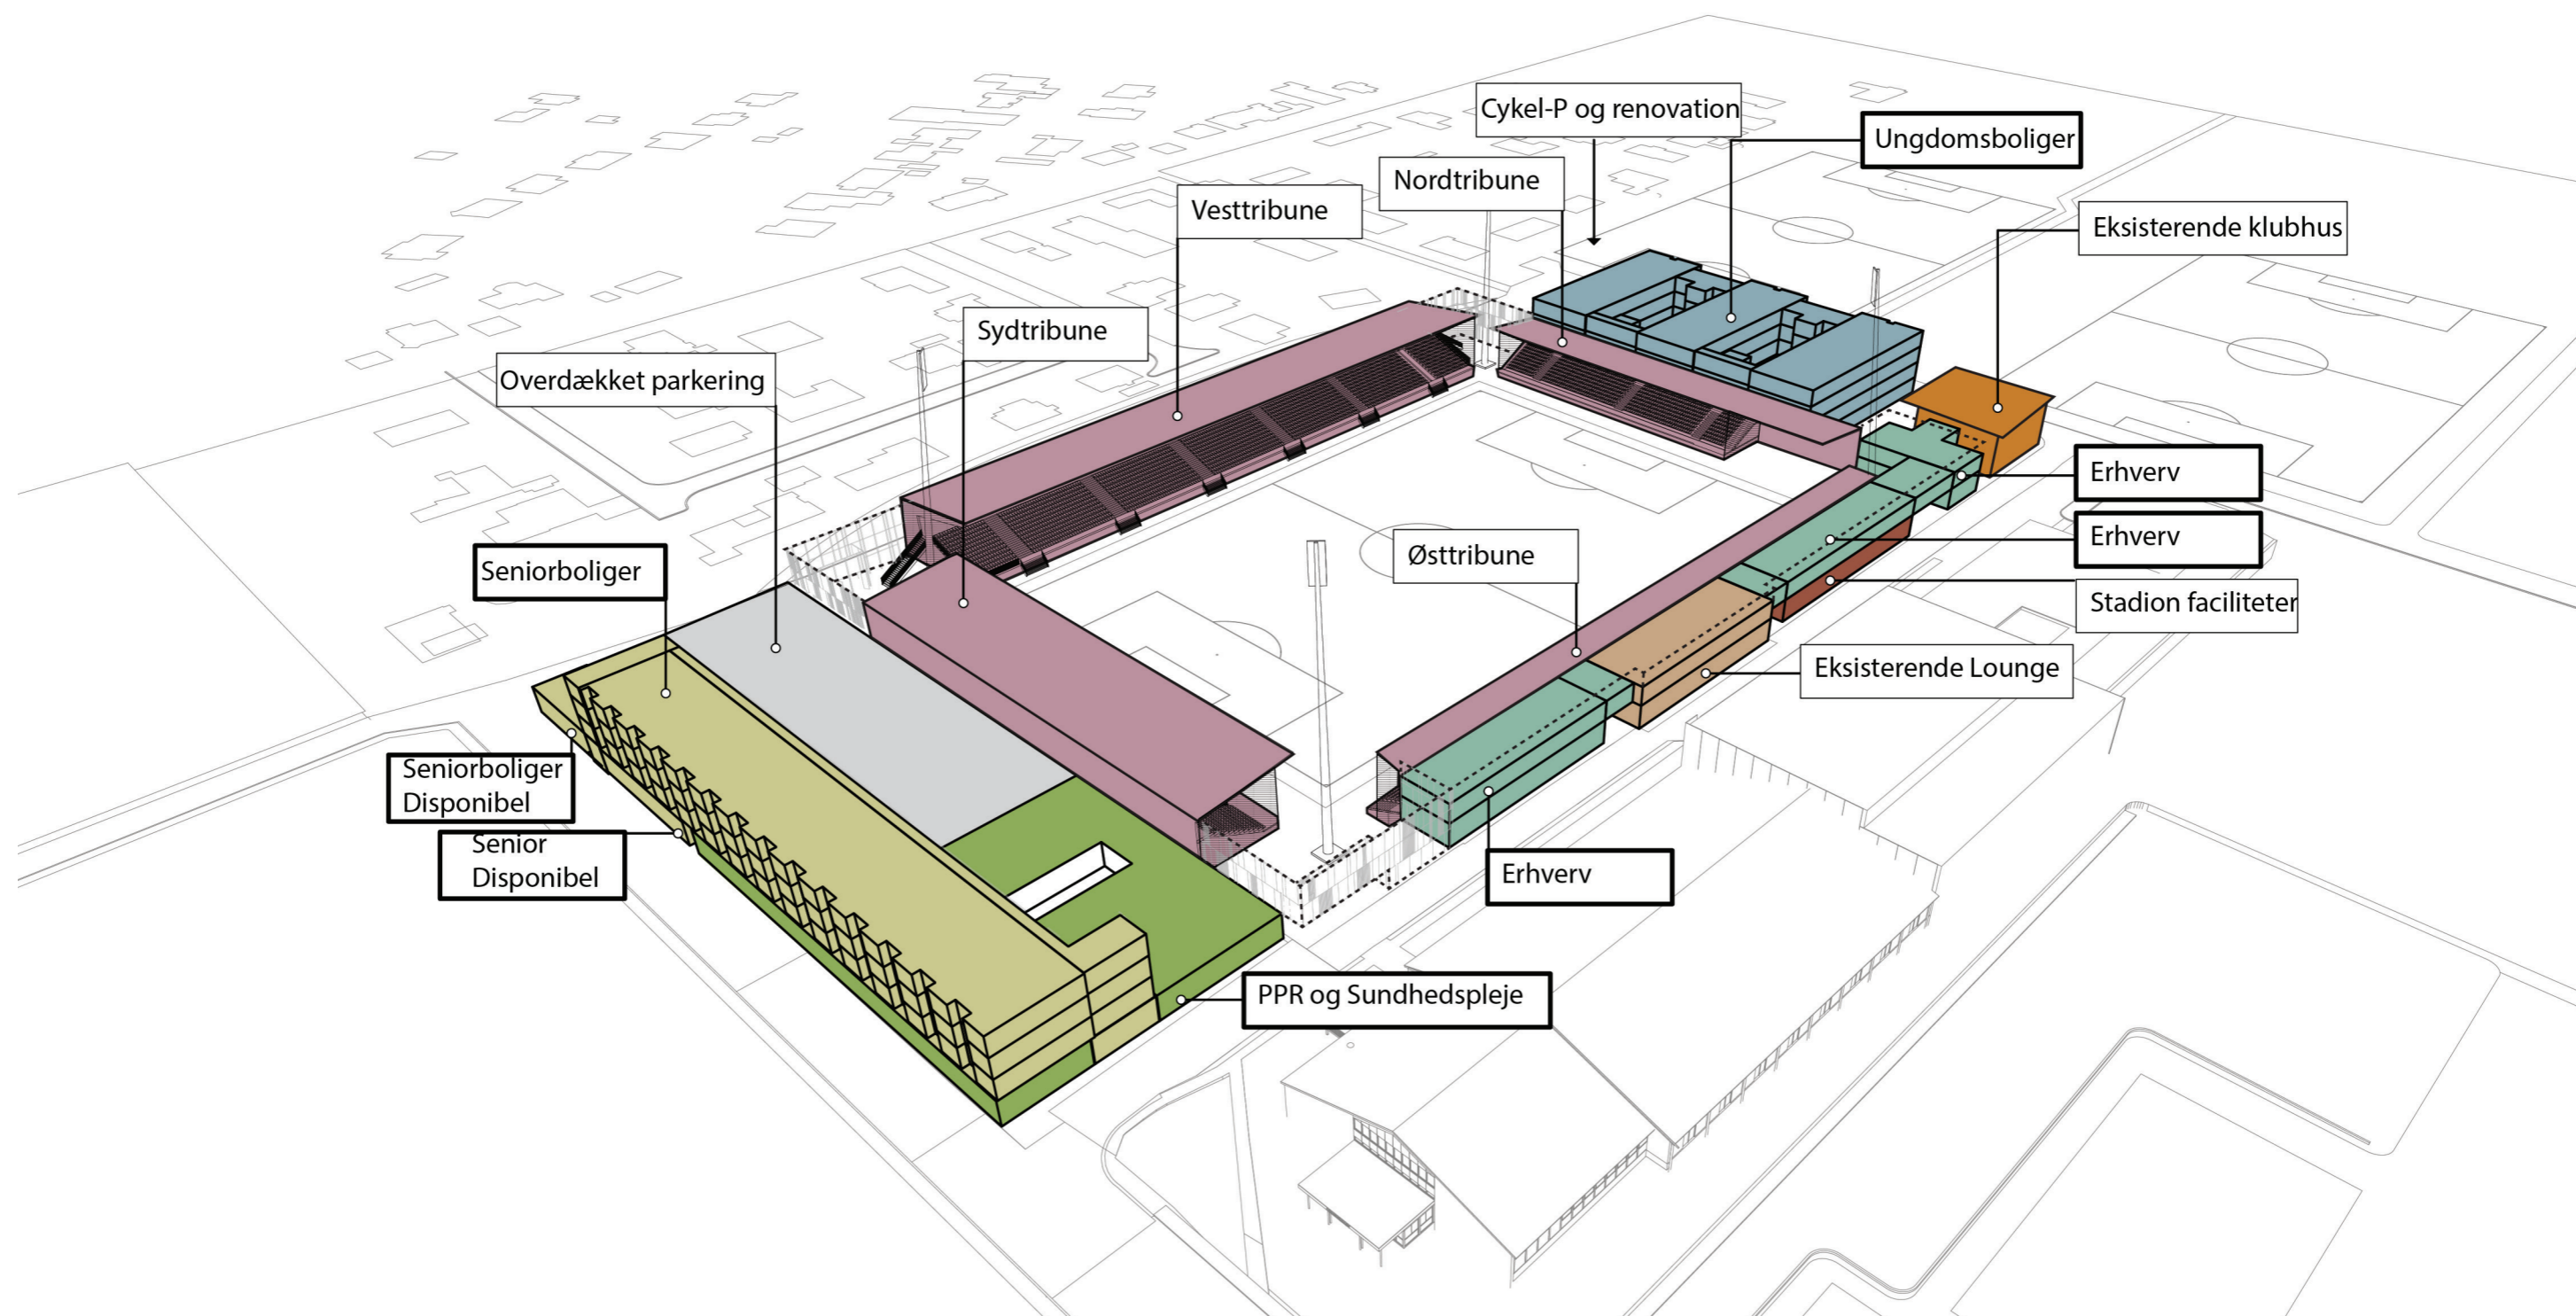 Cykel-P og renovation
Ungdomsboliger
Nordtribune
Vesttribune
Eksisterende klubhus
Sydtribune
Overdækket parkering
Erhverv
Erhverv
Østtribune
Seniorboliger
Stadion faciliteter
Eksisterende Lounge
Seniorboliger
Disponibel
Senior
Disponibel
Erhverv
PPR og Sundhedspleje